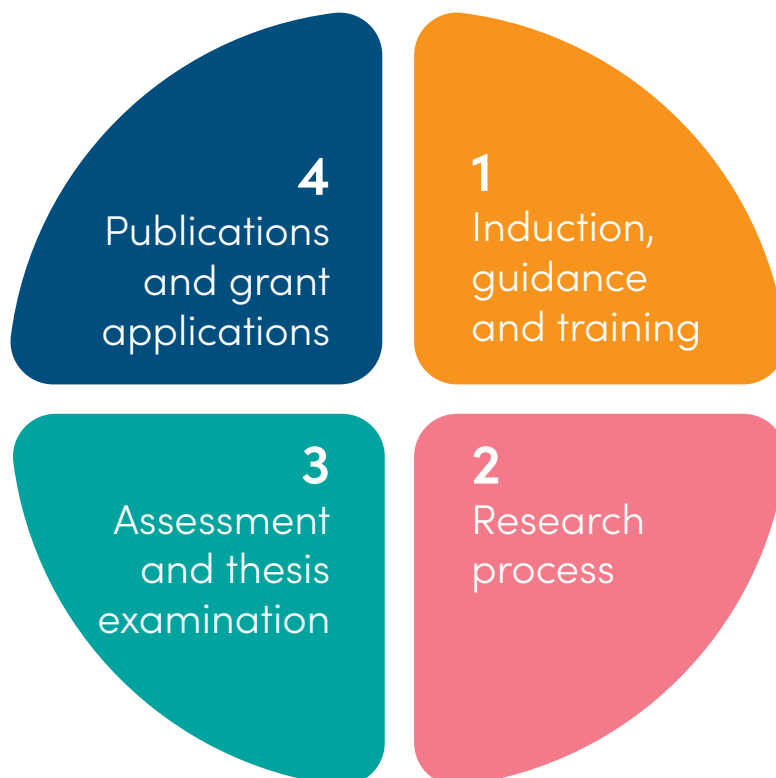 4
Publications
and grant
applications
1
Induction,
guidance
and training
3
Assessment
and thesis
examination
2
Research
process